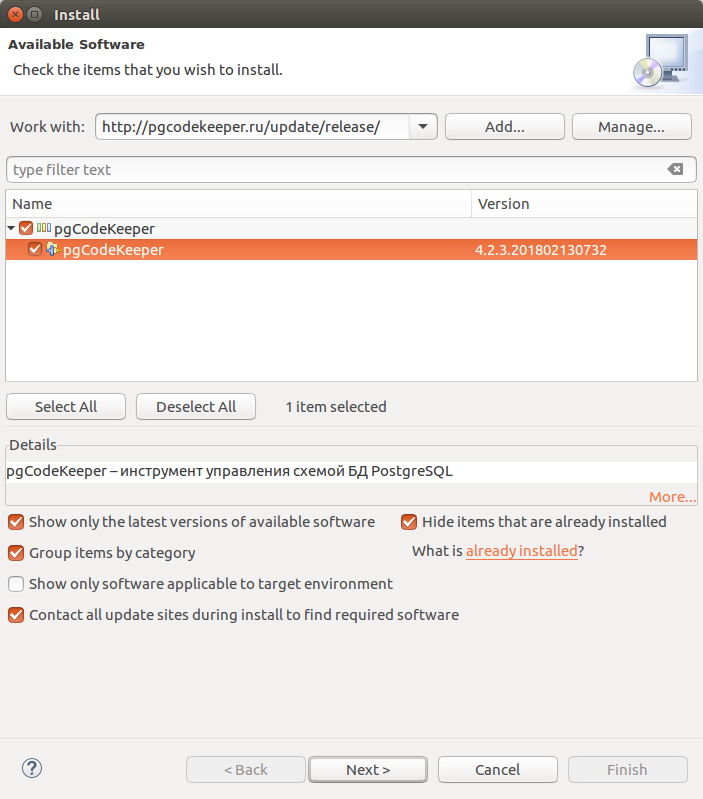 Install
Available Software
Check the items that you wish to install.
Work with: http://pgcodekeeper.ru/update/release/ Add... Manage...
type filter text
Name Version
pgCodeKeeper
pgCodeKeeper 4.2.3.201802130732
Select All Deselect All 1 item selected
Details
pgCodeKeeper – инструмент управления схемой БД PostgreSQL
More...
Show only the latest versions of available software Hide items that are already installed
Group items by category What is already installed?
Show only software applicable to target environment
Contact all update sites during install to find required software
? < Back Next > Cancel Finish